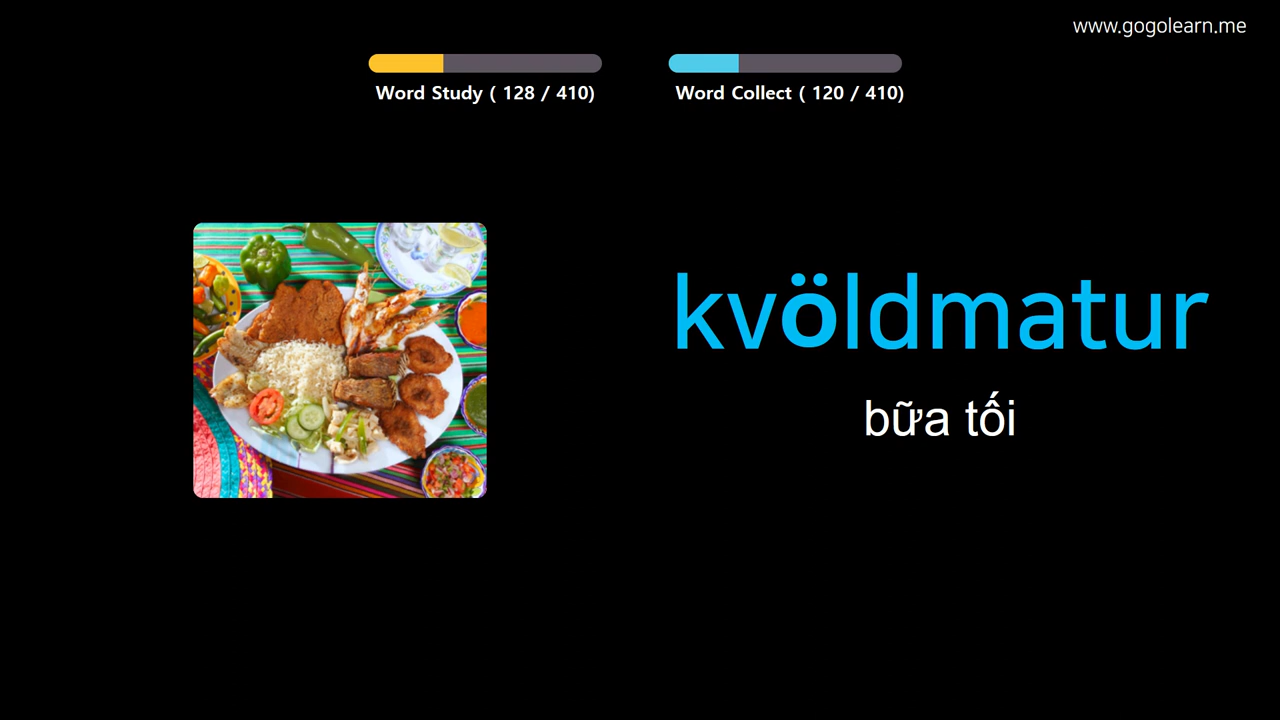 www.gogolearn.me
Word Study ( 128 / 410)
Word Collect ( 120 / 410)
kvöldmatur
bữa tối